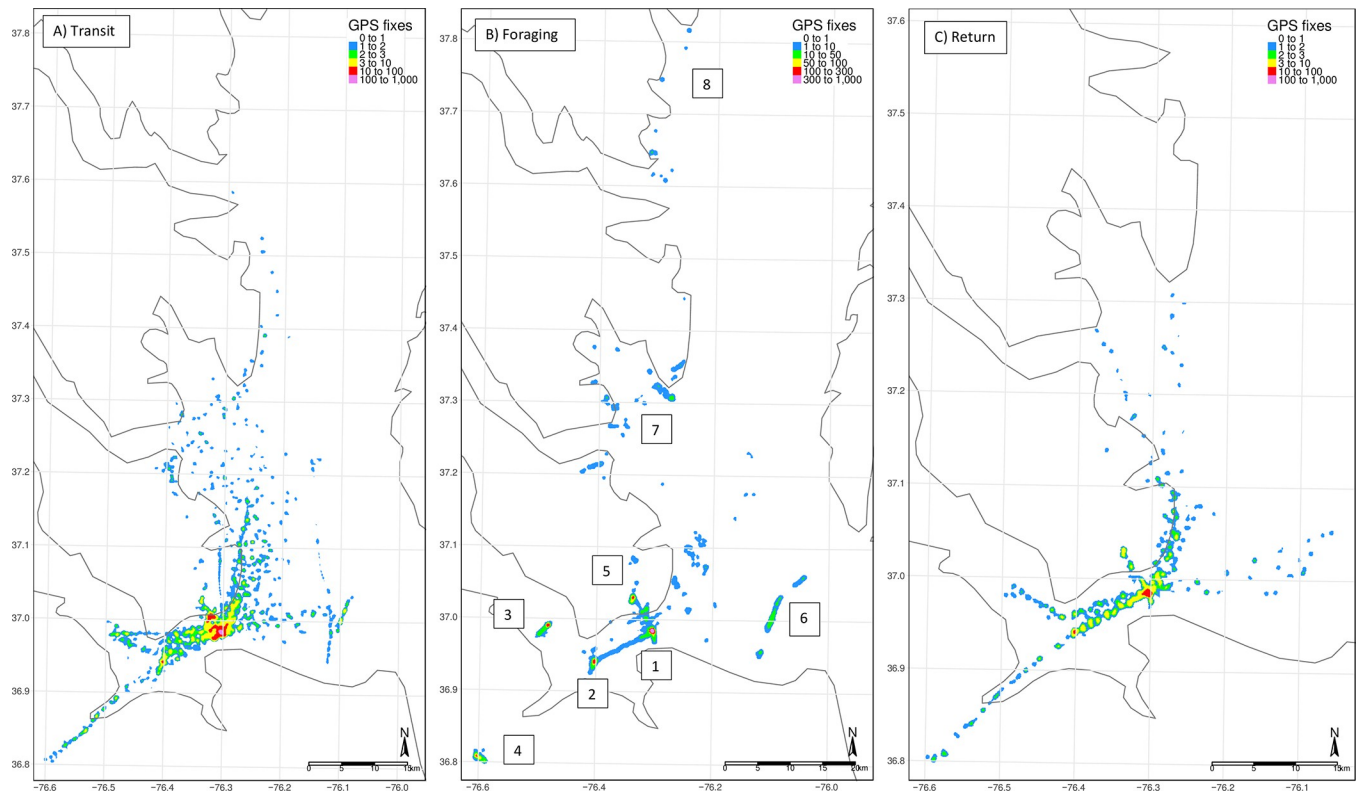 A) Transit
GPS fixes
0 to 1
1 to 2
2 to 3
3 to 10
10 to 100
100 to 1,000
37.8
37.7
37.6
37.5
37.4
37.3
37.2
37.1
37.0
36.9
36.8
N
0 5 10 15km
−76.6 −76.5 −76.4 −76.3 −76.2 −76.1 −76.0
B) Foraging
GPS fixes
0 to 1
1 to 10
10 to 50
50 to 100
100 to 300
300 to 1,000
37.8
8
37.7
37.6
37.5
37.4
37.3
7
37.2
37.1
5
3
37.0
6
1
36.9
2
4
36.8
N
0 5 10 15 20km
−76.6 −76.4 −76.2 −76.0
C) Return
GPS fixes
0 to 1
1 to 2
2 to 3
3 to 10
10 to 100
100 to 1,000
37.6
37.5
37.4
37.3
37.2
37.1
37.0
36.9
36.8
N
0 5 10 15km
−76.6 −76.5 −76.4 −76.3 −76.2 −76.1